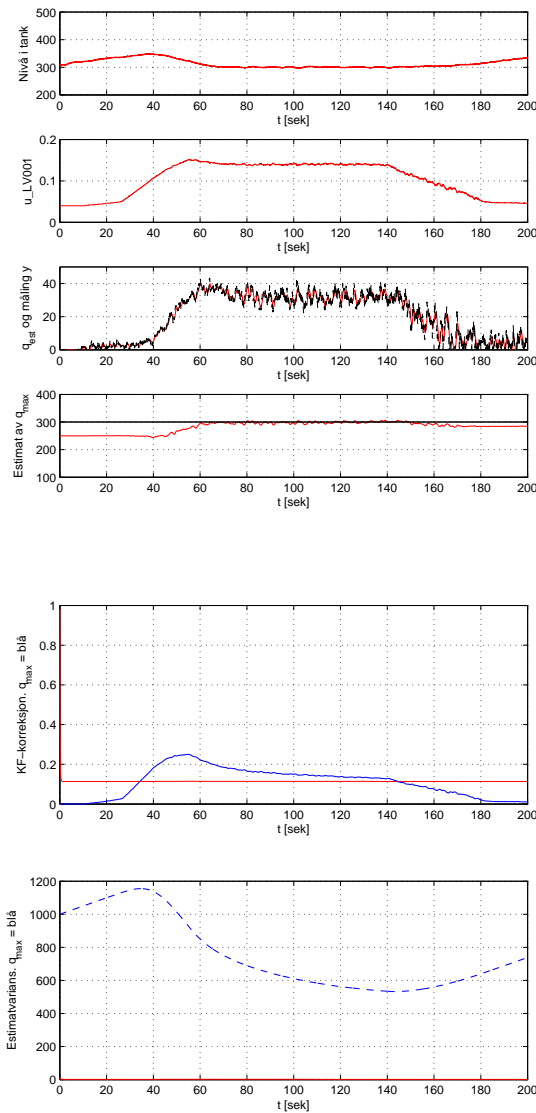 500
400
300
200
Nivå i tank
0 20 40 60 80 100 120 140 160 180 200
t [sek]
0.2
0.1
0
u_LV001
0 20 40 60 80 100 120 140 160 180 200
t [sek]
40
20
0
q_est og måling y
0 20 40 60 80 100 120 140 160 180 200
t [sek]
400
300
200
100
Estimat av q_max
0 20 40 60 80 100 120 140 160 180 200
t [sek]
1
0.8
0.6
0.4
0.2
0
KF−korreksjon. q_max = blå
0 20 40 60 80 100 120 140 160 180 200
t [sek]
1200
1000
800
600
400
200
0
Estimatvarians. q_max = blå
0 20 40 60 80 100 120 140 160 180 200
t [sek]